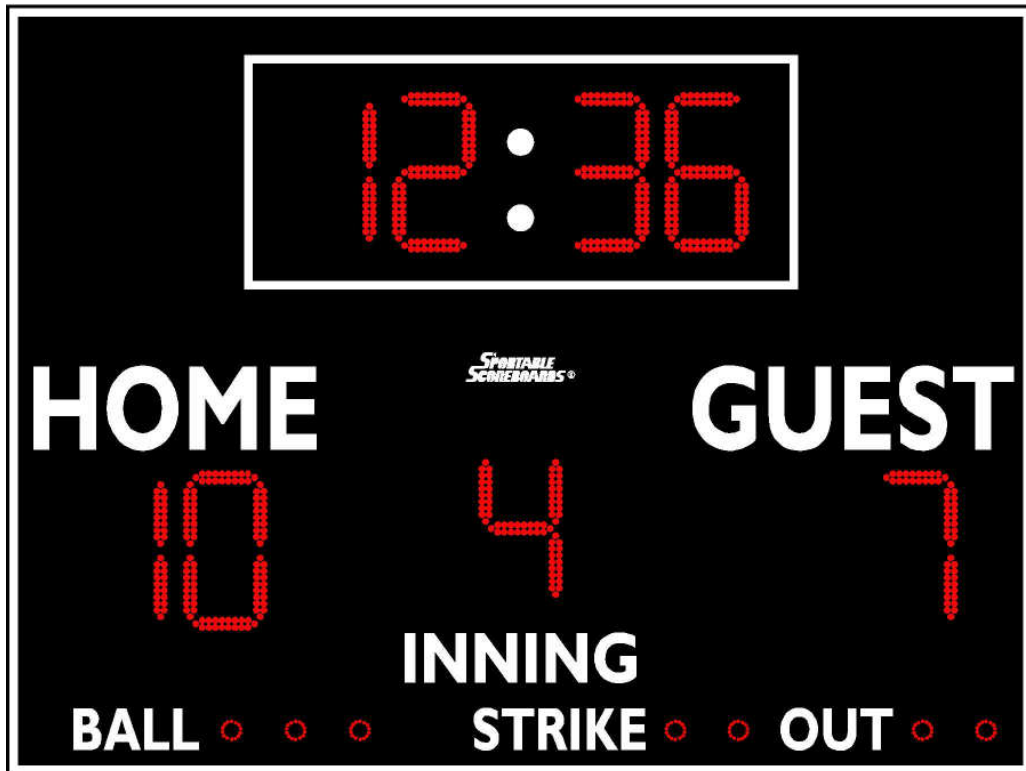 12:36
SPORTABLE
SCOREBOARDS ®
HOME GUEST
10 4 7
INNING
BALL STRIKE OUT